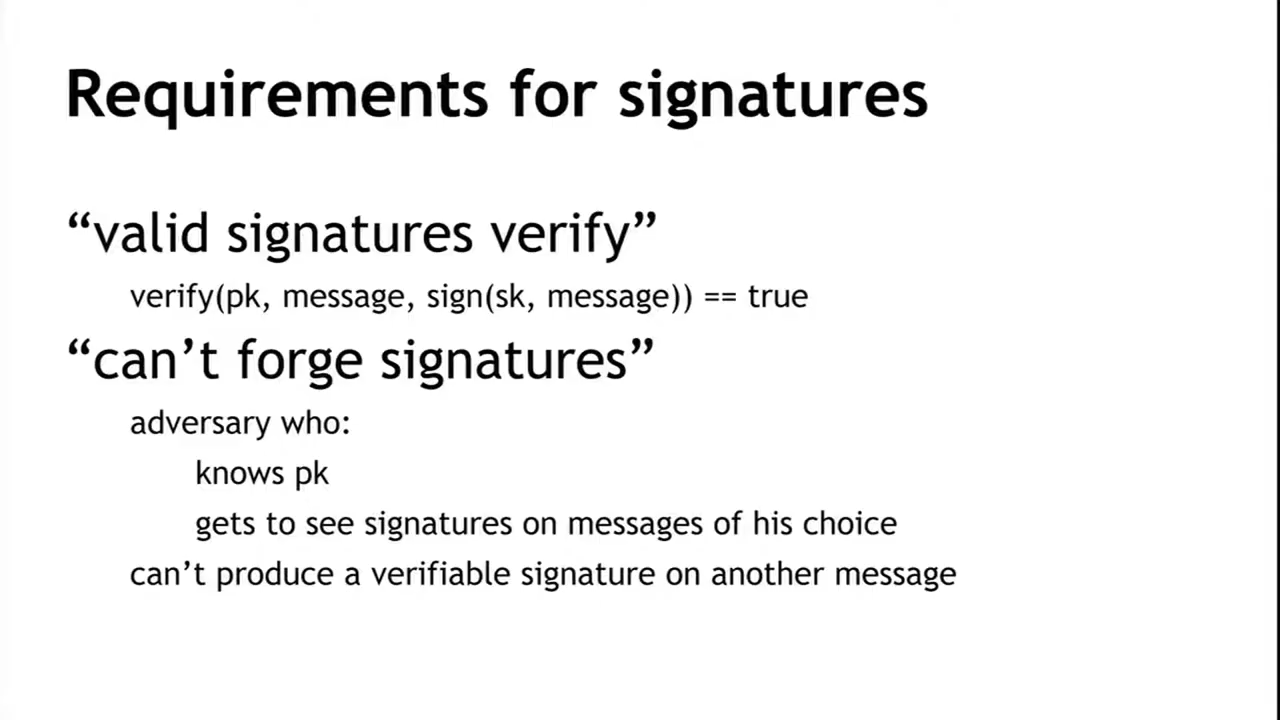 Requirements for signatures
“valid signatures verify”
verify(pk, message, sign(sk, message)) == true
“can’t forge signatures”
adversary who:
knows pk
gets to see signatures on messages of his choice
can’t produce a verifiable signature on another message